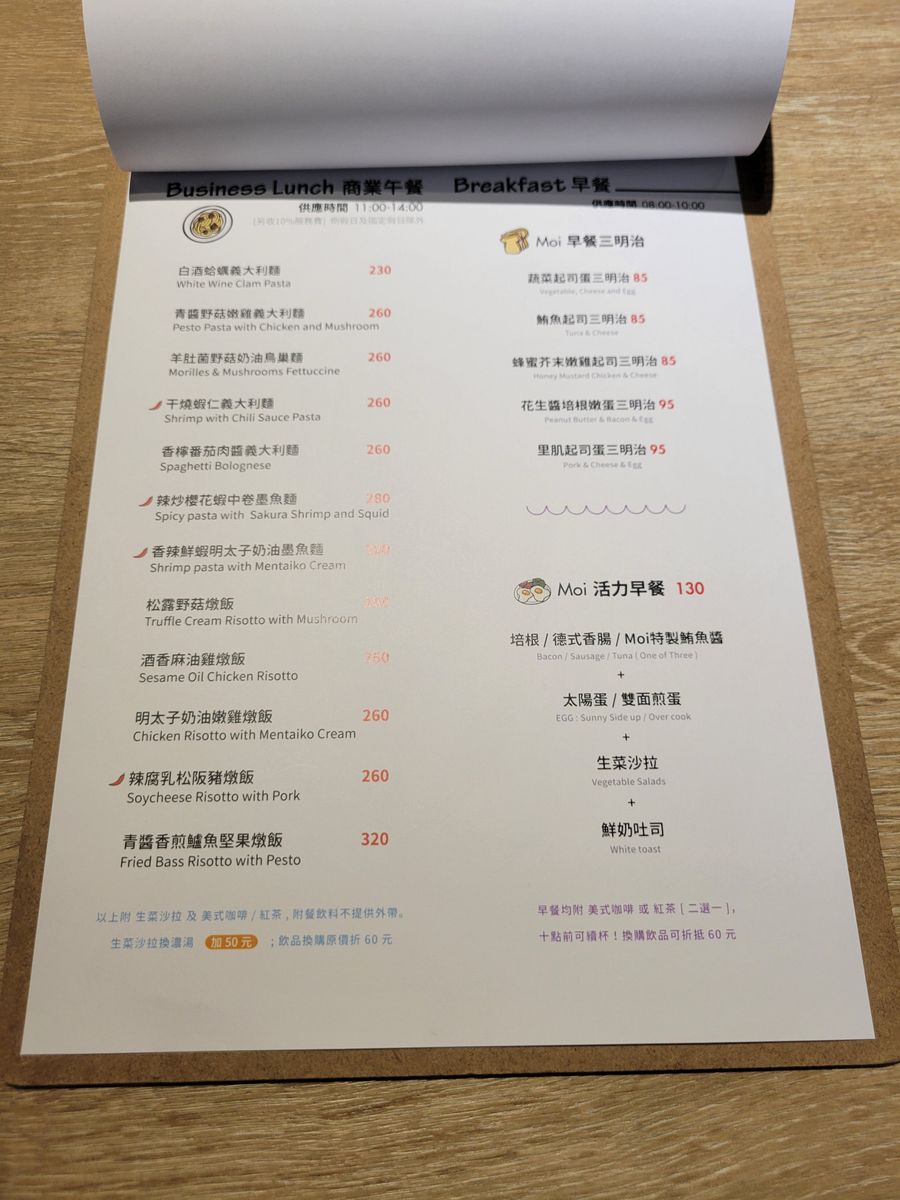 Business Lunch 商業午餐
供應時間 11:00-14:00
(另收10%服務費) 例假日及國定假日除外
白酒蛤蠣義大利麵 230
White Wine Clam Pasta
青醬野菇嫩雞義大利麵 260
Pesto Pasta with Chicken and Mushroom
羊肚菌野菇奶油鳥巢麵 260
Morilles & Mushrooms Fettuccine
干燒蝦仁義大利麵 260
Shrimp with Chili Sauce Pasta
香檸番茄肉醬義大利麵 260
Spaghetti Bolognese
辣炒櫻花蝦中卷墨魚麵 280
Spicy pasta with Sakura Shrimp and Squid
香辣鮮蝦明太子奶油墨魚麵
Shrimp pasta with Mentaiko Cream
松露野菇燉飯
Truffle Cream Risotto with Mushroom
酒香麻油雞燉飯
Sesame Oil Chicken Risotto
明太子奶油嫩雞燉飯 260
Chicken Risotto with Mentaiko Cream
辣腐乳松阪豬燉飯 260
Soycheese Risotto with Pork
青醬香煎鱸魚堅果燉飯 320
Fried Bass Risotto with Pesto
以上附 生菜沙拉 及 美式咖啡 / 紅茶 , 附餐飲料不提供外帶。
生菜沙拉換濃湯 加 50 元 ; 飲品換購原價折 60 元
Breakfast 早餐
供應時間 08:00-10:00
Moi 早餐三明治
蔬菜起司蛋三明治 85
Vegetable, Cheese and Egg
鮪魚起司三明治 85
Tuna & Cheese
蜂蜜芥末嫩雞起司三明治 85
Honey Mustard Chicken & Cheese
花生醬培根嫩蛋三明治 95
Peanut Butter & Bacon & Egg
里肌起司蛋三明治 95
Pork & Cheese & Egg
Moi 活力早餐 130
培根 / 德式香腸 / Moi特製鮪魚醬
Bacon / Sausage / Tuna ( One of Three )
+
太陽蛋 / 雙面煎蛋
EGG : Sunny Side up / Over cook
+
生菜沙拉
Vegetable Salads
+
鮮奶吐司
White toast
早餐均附 美式咖啡 或 紅茶 [ 二選一 ] ,
十點前可續杯 ! 換購飲品可折抵 60 元